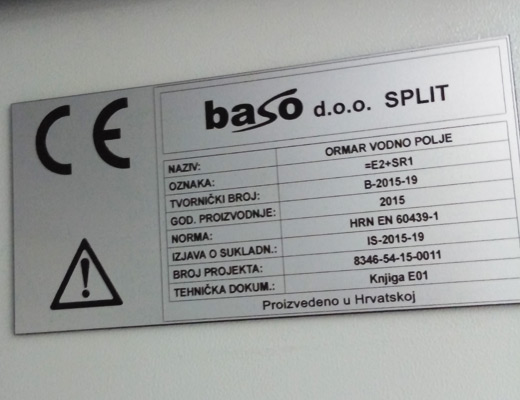 CE
baso d.o.o. SPLIT
NAZIV: ORMAR VODNO POLJE
OZNAKA: =E2+SR1
TVORNIČKI BROJ: B-2015-19
GOD. PROIZVODNJE: 2015
NORMA: HRN EN 60439-1
IZJAVA O SUKLADN.: IS-2015-19
BROJ PROJEKTA: 8346-54-15-0011
TEHNIČKA DOKUM.: Knjiga E01
Proizvedeno u Hrvatskoj